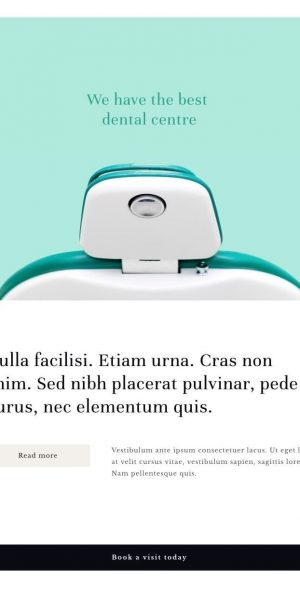 We have the best
dental centre
ulla facilisi. Etiam urna. Cras non
nim. Sed nibh placerat pulvinar, pede
urus, nec elementum quis.
Read more
Vestibulum ante ipsum consectetuer lacus. Ut eget l
at velit cursus vitae, vestibulum sapien, sagittis lore
Nam pellentesque quis.
Book a visit today